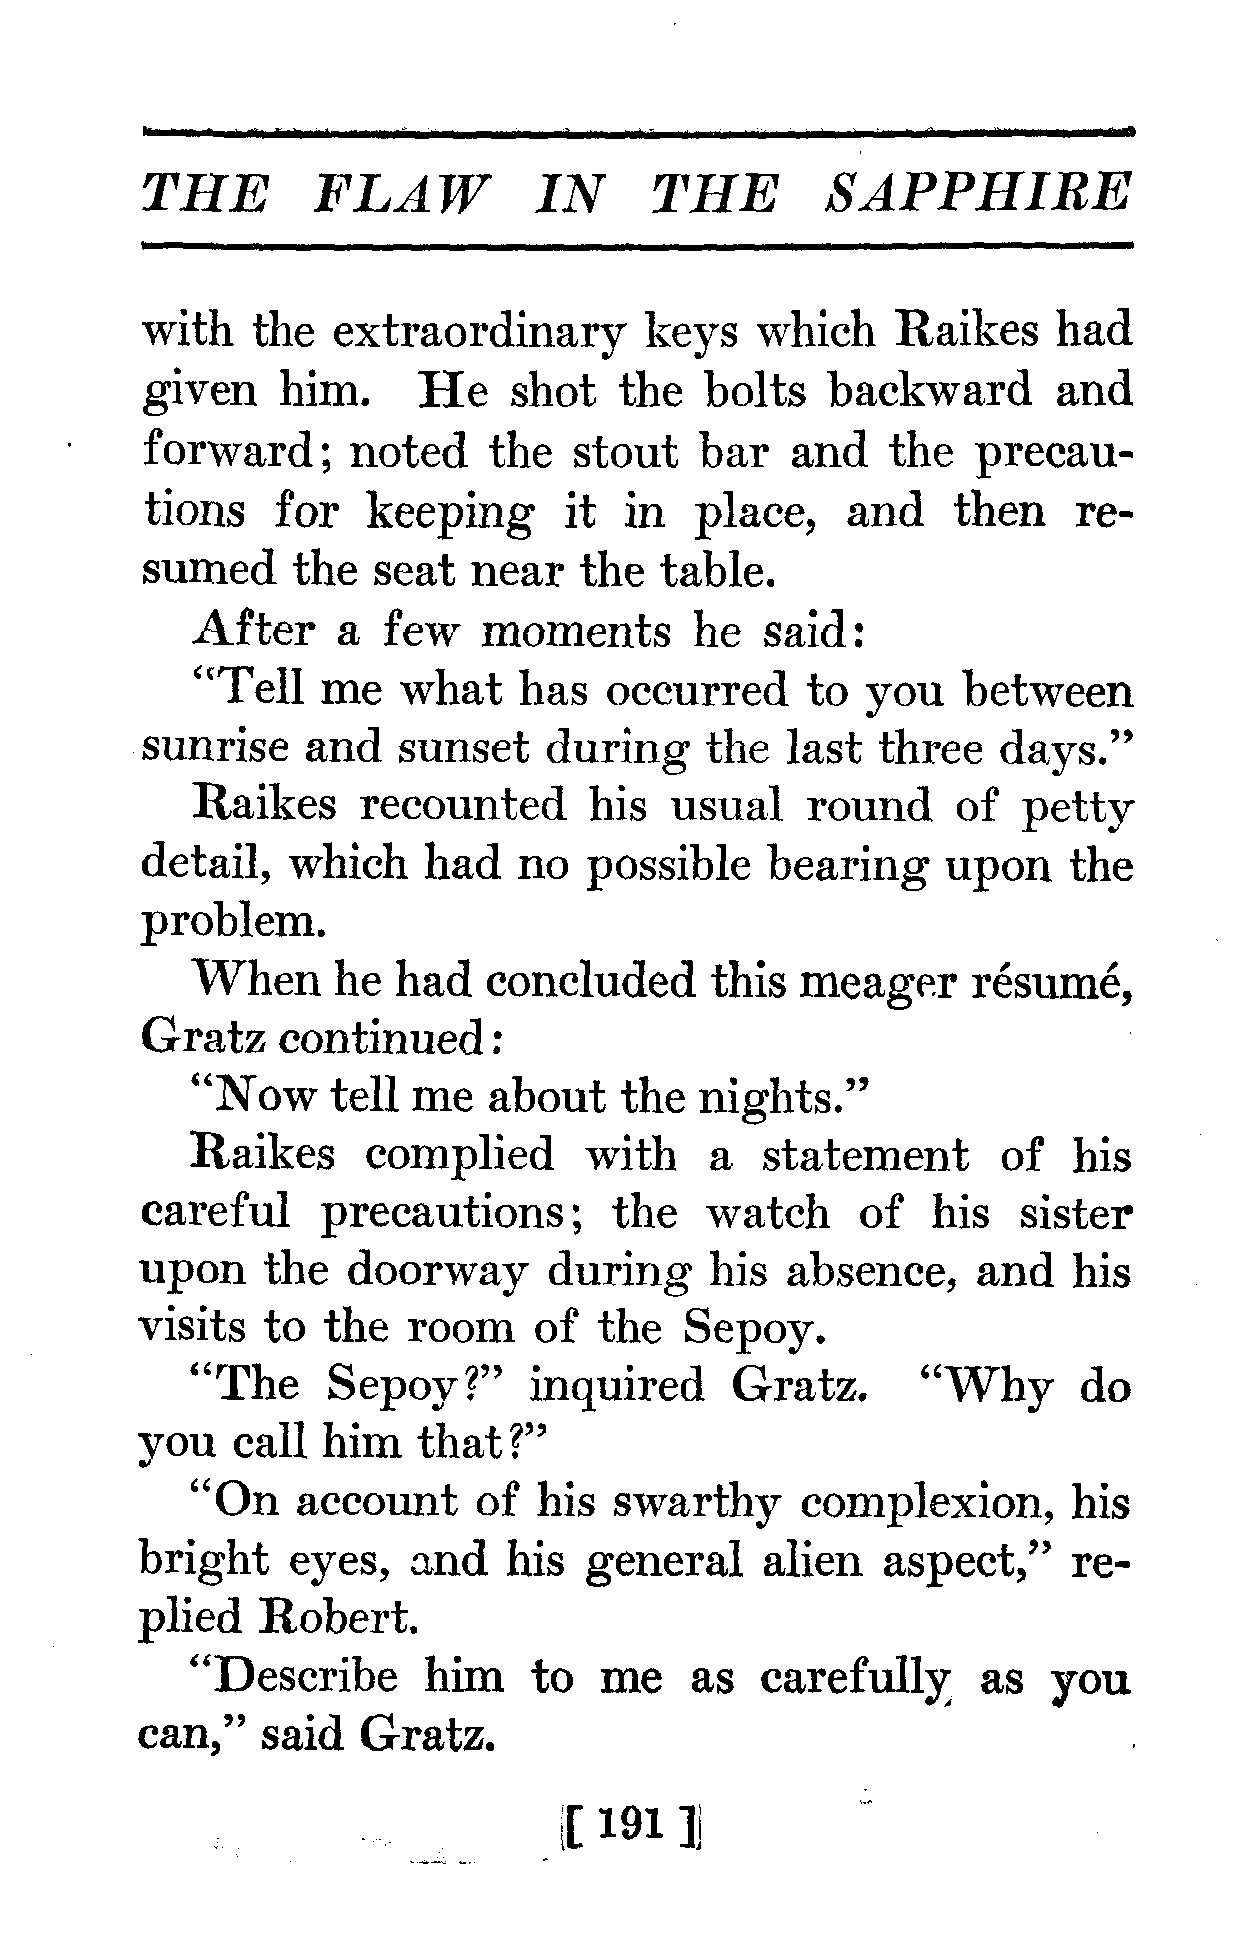 THE FLAW IN THE SAPPHIRE
with the extraordinary keys which Raikes had
given him. He shot the bolts backward and
forward; noted the stout bar and the precau-
tions for keeping it in place, and then re-
sumed the seat near the table.
After a few moments he said:
"Tell me what has occurred to you between
sunrise and sunset during the last three days."
Raikes recounted his usual round of petty
detail, which had no possible bearing upon the
problem.
When he had concluded this meager résumé,
Gratz continued:
"Now tell me about the nights."
Raikes complied with a statement of his
careful precautions; the watch of his sister
upon the doorway during his absence, and his
visits to the room of the Sepoy.
"The Sepoy?" inquired Gratz. "Why do
you call him that?"
"On account of his swarthy complexion, his
bright eyes, and his general alien aspect," re-
plied Robert.
"Describe him to me as carefully as you
can," said Gratz.
[ 191 ]